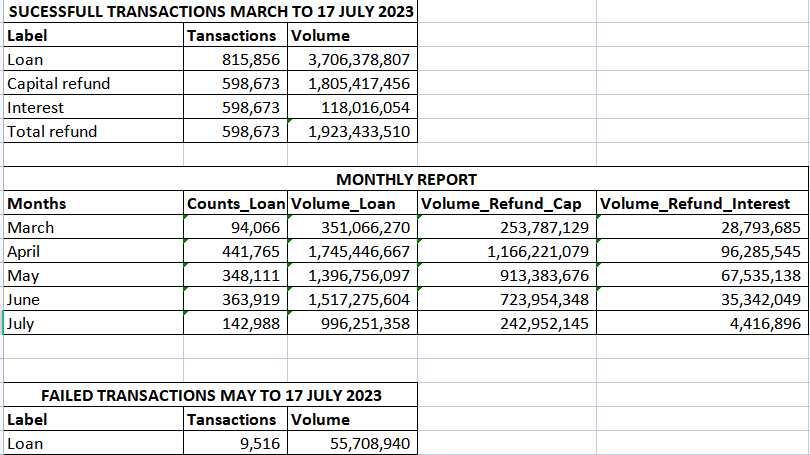 SUCESSFULL TRANSACTIONS MARCH TO 17 JULY 2023
Label Tansactions Volume
Loan 815,856 3,706,378,807
Capital refund 598,673 1,805,417,456
Interest 598,673 118,016,054
Total refund 598,673 1,923,433,510
MONTHLY REPORT
Months Counts_Loan Volume_Loan Volume_Refund_Cap Volume_Refund_Interest
March 94,066 351,066,270 253,787,129 28,793,685
April 441,765 1,745,446,667 1,166,221,079 96,285,545
May 348,111 1,396,756,097 913,383,676 67,535,138
June 363,919 1,517,275,604 723,954,348 35,342,049
July 142,988 996,251,358 242,952,145 4,416,896
FAILED TRANSACTIONS MAY TO 17 JULY 2023
Label Tansactions Volume
Loan 9,516 55,708,940